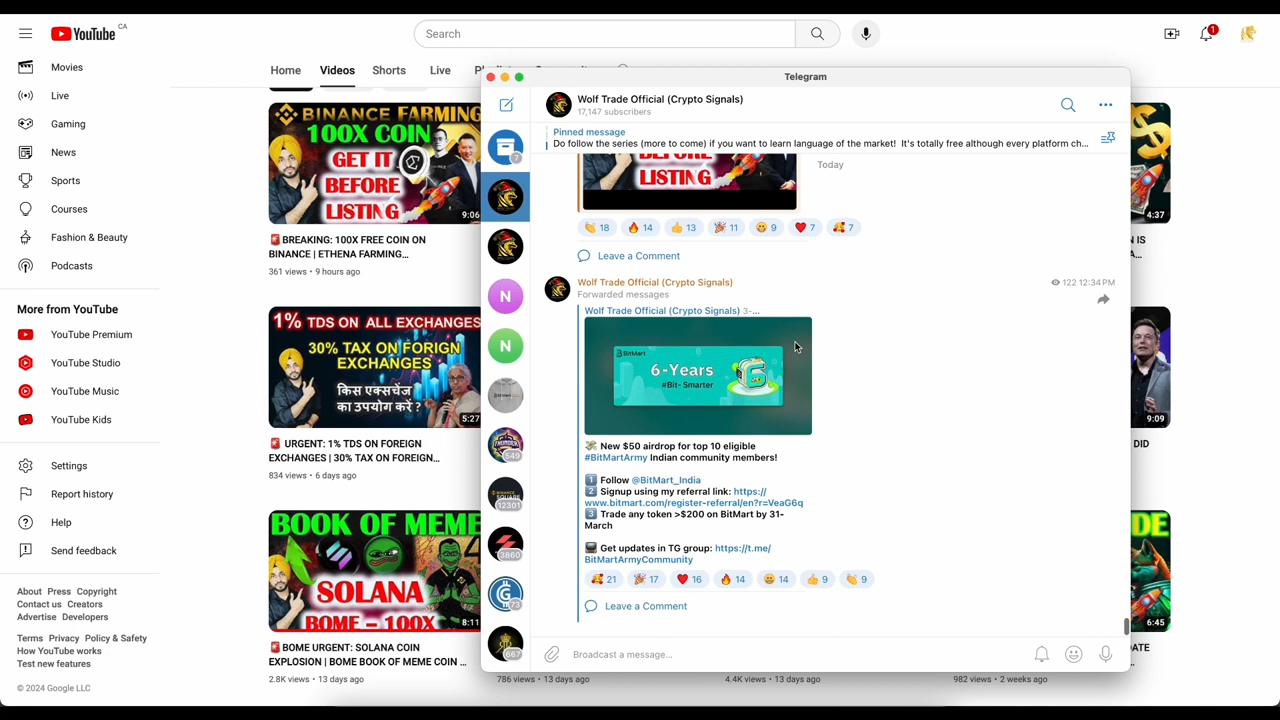 YouTube CA
Search
1
Movies
Live
Gaming
News
Sports
Courses
Fashion & Beauty
Podcasts
More from YouTube
YouTube Premium
YouTube Studio
YouTube Music
YouTube Kids
Settings
Report history
Help
Send feedback
About Press Copyright
Contact us Creators
Advertise Developers
Terms Privacy Policy & Safety
How YouTube works
Test new features
© 2024 Google LLC
Home Videos Shorts Live
BINANCE FARMING
100X COIN
GET IT
BEFORE
LISTING
9:06
🚨BREAKING: 100X FREE COIN ON
BINANCE | ETHENA FARMING...
361 views • 9 hours ago
1% TDS ON ALL EXCHANGES
30% TAX ON FORIGN
EXCHANGES
किस एक्सचेंज
का उपयोग करें ?
5:27
🚨 URGENT: 1% TDS ON FOREIGN
EXCHANGES | 30% TAX ON FOREIGN...
834 views • 6 days ago
BOOK OF MEME
SOLANA
BOME - 100X
8:11
🚨BOME URGENT: SOLANA COIN
EXPLOSION | BOME BOOK OF MEME COIN ...
2.8K views • 13 days ago
786 views • 13 days ago
4.4K views • 13 days ago
982 views • 2 weeks ago
4:37
N IS
A...
9:09
DID
6:45
DATE
Telegram
Wolf Trade Official (Crypto Signals)
17,147 subscribers
Pinned message
Do follow the series (more to come) if you want to learn language of the market! It's totally free although every platform ch...
7
N
N
549
12301
3860
73
667
LISTING
Today
👏 18 🔥 14 👍 13 🎉 11 😁 9 ❤ 7 🥰 7
Leave a Comment
Wolf Trade Official (Crypto Signals)
122 12:34 PM
Forwarded messages
Wolf Trade Official (Crypto Signals) 3-...
BitMart
6-Years
#Bit-Smarter
💸 New $50 airdrop for top 10 eligible
#BitMartArmy Indian community members!
1️⃣ Follow @BitMart_India
2️⃣ Signup using my referral link: https://
www.bitmart.com/register-referral/en?r=VeaG6q
3️⃣ Trade any token >$200 on BitMart by 31-
March
Get updates in TG group: https://t.me/
BitMartArmyCommunity
🥰 21 🎉 17 ❤ 16 🔥 14 😁 14 👍 9 👏 9
Leave a Comment
Broadcast a message...